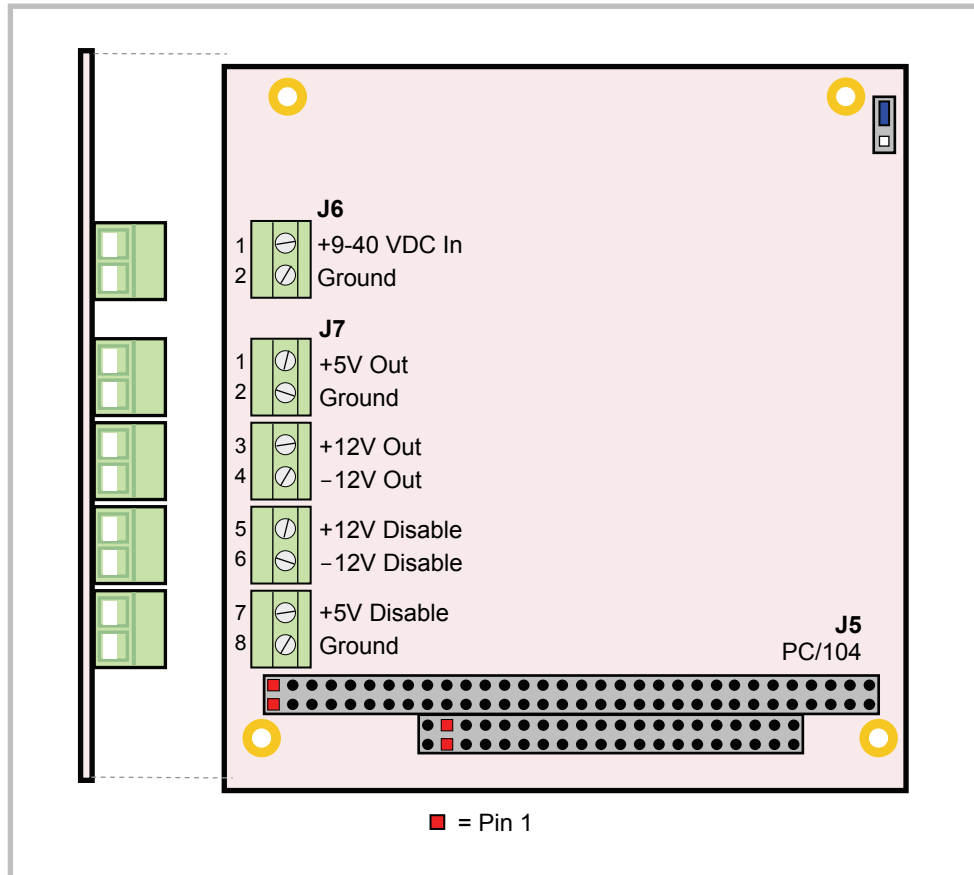 J6
1 +9-40 VDC In
2 Ground
J7
1 +5V Out
2 Ground
3 +12V Out
4 −12V Out
5 +12V Disable
6 −12V Disable
7 +5V Disable
8 Ground
J5
PC/104
= Pin 1